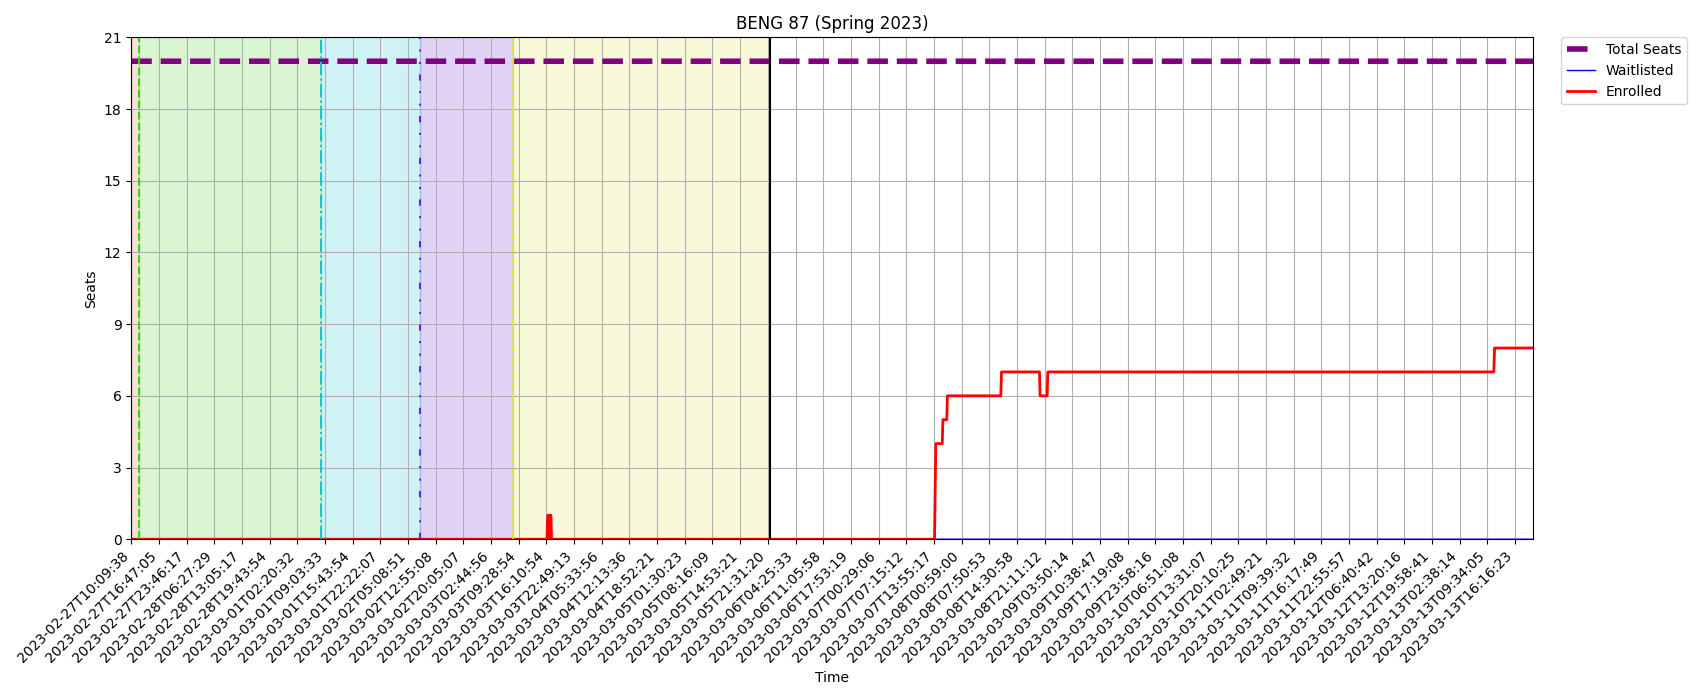 BENG 87 (Spring 2023)
Total Seats
Waitlisted
Enrolled
21
18
15
12
9
6
3
0
Seats
2023-02-27T10:09:38
2023-02-27T16:47:05
2023-02-27T23:46:17
2023-02-28T06:27:29
2023-02-28T13:05:17
2023-02-28T19:43:54
2023-03-01T02:20:32
2023-03-01T09:03:33
2023-03-01T15:43:54
2023-03-01T22:22:07
2023-03-02T05:08:51
2023-03-02T12:55:08
2023-03-02T20:05:07
2023-03-03T02:44:56
2023-03-03T09:28:54
2023-03-03T16:10:54
2023-03-03T22:49:13
2023-03-04T05:33:56
2023-03-04T12:13:36
2023-03-04T18:52:21
2023-03-05T01:30:23
2023-03-05T08:16:09
2023-03-05T14:53:21
2023-03-05T21:31:20
2023-03-06T04:25:33
2023-03-06T11:05:58
2023-03-06T17:53:19
2023-03-07T00:29:06
2023-03-07T07:15:12
2023-03-07T13:55:17
2023-03-08T00:59:00
2023-03-08T07:50:53
2023-03-08T14:30:58
2023-03-08T21:11:12
2023-03-09T03:50:14
2023-03-09T10:38:47
2023-03-09T17:19:08
2023-03-09T23:58:16
2023-03-10T06:51:08
2023-03-10T13:31:07
2023-03-10T20:10:25
2023-03-11T02:49:21
2023-03-11T09:39:32
2023-03-11T16:17:49
2023-03-11T22:55:57
2023-03-12T06:40:42
2023-03-12T13:20:16
2023-03-12T19:58:41
2023-03-13T02:38:14
2023-03-13T09:34:05
2023-03-13T16:16:23
Time